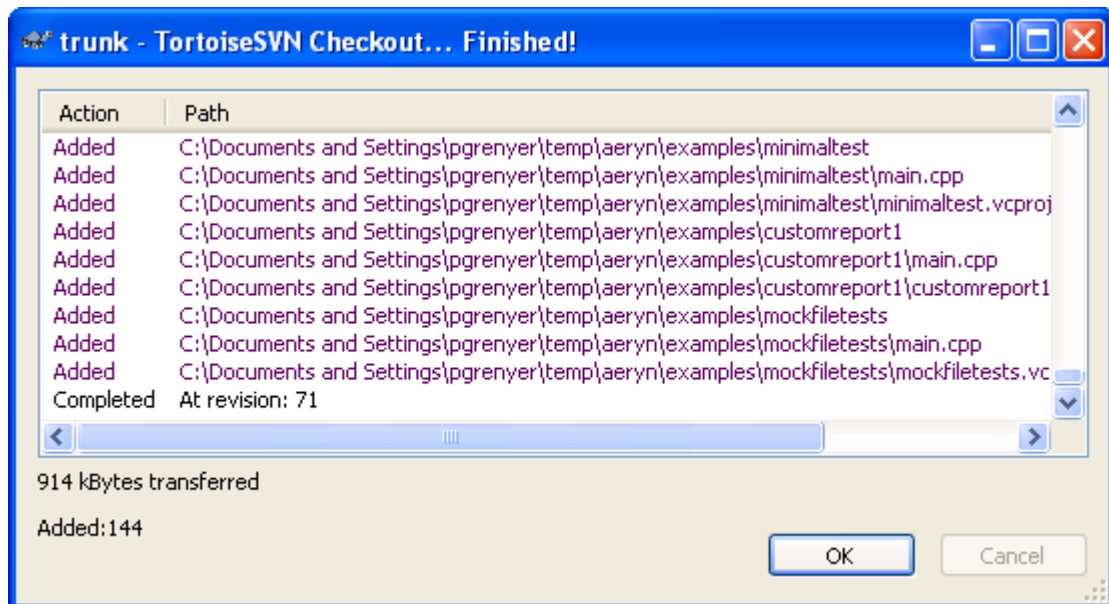 trunk - TortoiseSVN Checkout... Finished!
Action Path
Added C:\Documents and Settings\pgrenyer\temp\aeryn\examples\minimaltest
Added C:\Documents and Settings\pgrenyer\temp\aeryn\examples\minimaltest\main.cpp
Added C:\Documents and Settings\pgrenyer\temp\aeryn\examples\minimaltest\minimaltest.vcproj
Added C:\Documents and Settings\pgrenyer\temp\aeryn\examples\customreport1
Added C:\Documents and Settings\pgrenyer\temp\aeryn\examples\customreport1\main.cpp
Added C:\Documents and Settings\pgrenyer\temp\aeryn\examples\customreport1\customreport1
Added C:\Documents and Settings\pgrenyer\temp\aeryn\examples\mockfiletests
Added C:\Documents and Settings\pgrenyer\temp\aeryn\examples\mockfiletests\main.cpp
Added C:\Documents and Settings\pgrenyer\temp\aeryn\examples\mockfiletests\mockfiletests.vc
Completed At revision: 71
914 kBytes transferred
Added:144
OK Cancel